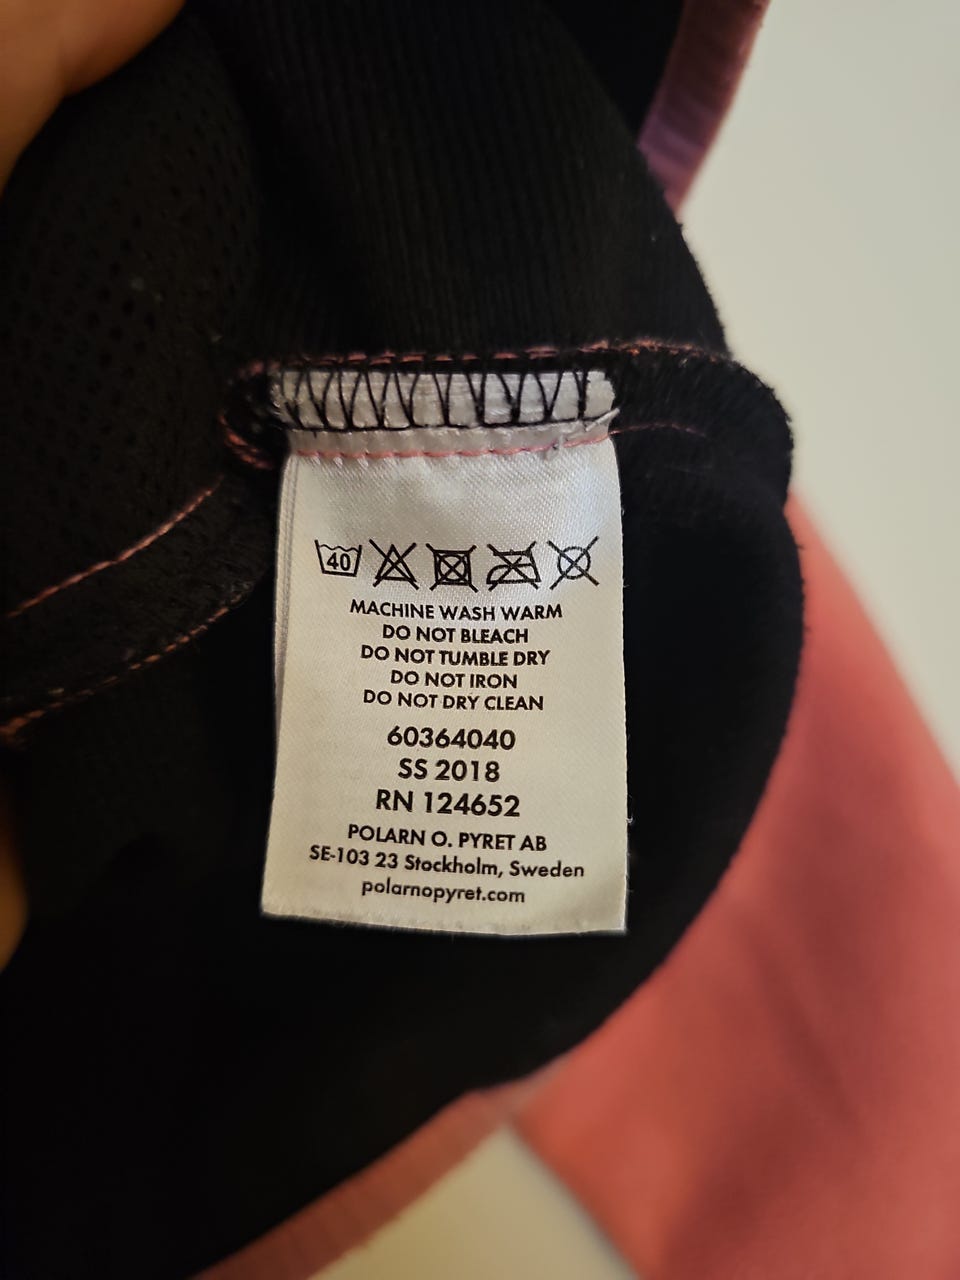 40
MACHINE WASH WARM
DO NOT BLEACH
DO NOT TUMBLE DRY
DO NOT IRON
DO NOT DRY CLEAN
60364040
SS 2018
RN 124652
POLARN O. PYRET AB
SE-103 23 Stockholm, Sweden
polarnopyret.com